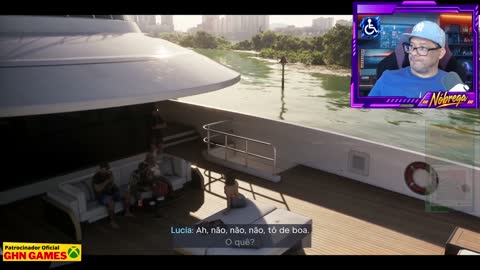 Nobrega
Lucia: Ah, não, não, não, tô de boa.
O quê?
Patrocinador Oficial
GHN GAMES